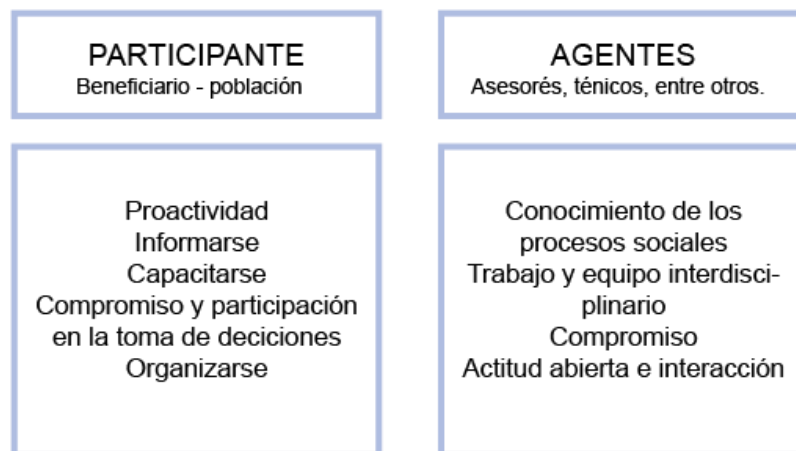 PARTICIPANTE
Beneficiario - población
Proactividad
Informarse
Capacitarse
Compromiso y participación
en la toma de deciciones
Organizarse
AGENTES
Asesorés, ténicos, entre otros.
Conocimiento de los
procesos sociales
Trabajo y equipo interdisci-
plinario
Compromiso
Actitud abierta e interacción